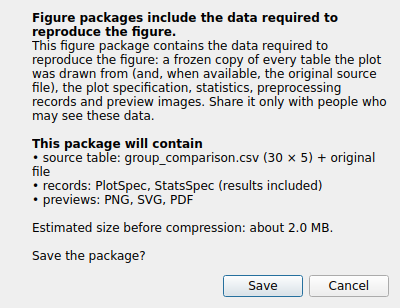 Figure packages include the data required to
reproduce the figure.
This figure package contains the data required to
reproduce the figure: a frozen copy of every table the plot
was drawn from (and, when available, the original source
file), the plot specification, statistics, preprocessing
records and preview images. Share it only with people who
may see these data.
This package will contain
• source table: group_comparison.csv (30 × 5) + original
file
• records: PlotSpec, StatsSpec (results included)
• previews: PNG, SVG, PDF
Estimated size before compression: about 2.0 MB.
Save the package?
Save
Cancel